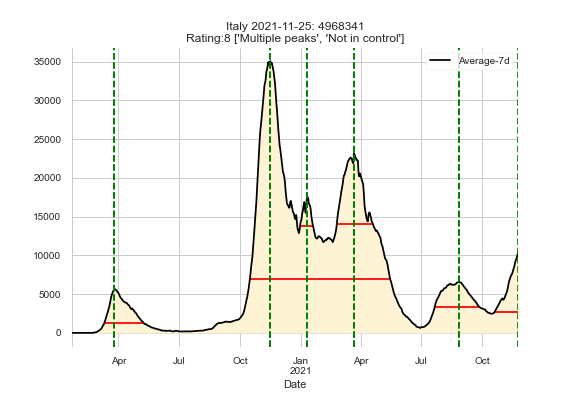 Italy 2021-11-25: 4968341
Rating:8 ['Multiple peaks', 'Not in control']
Average-7d
35000
30000
25000
20000
15000
10000
5000
0
Apr
Jul
Oct
Jan
2021
Apr
Jul
Oct
Date